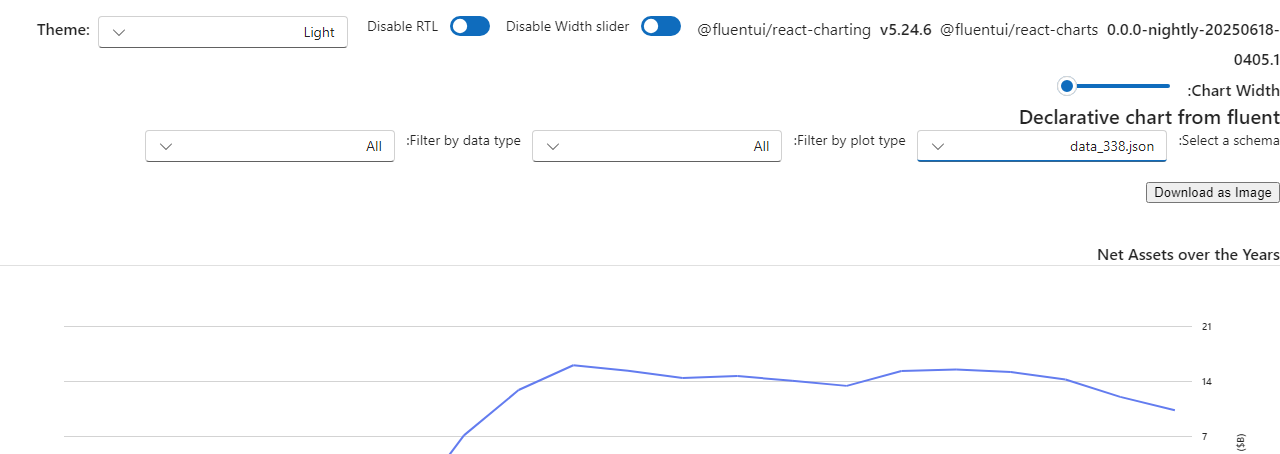 Theme: Light Disable RTL Disable Width slider @fluentui/react-charting v5.24.6 @fluentui/react-charts 0.0.0-nightly-20250618-
0405.1
:Chart Width
Declarative chart from fluent
:Select a schema data_338.json :Filter by plot type All :Filter by data type All
Download as Image
Net Assets over the Years
21
14
7
($B)